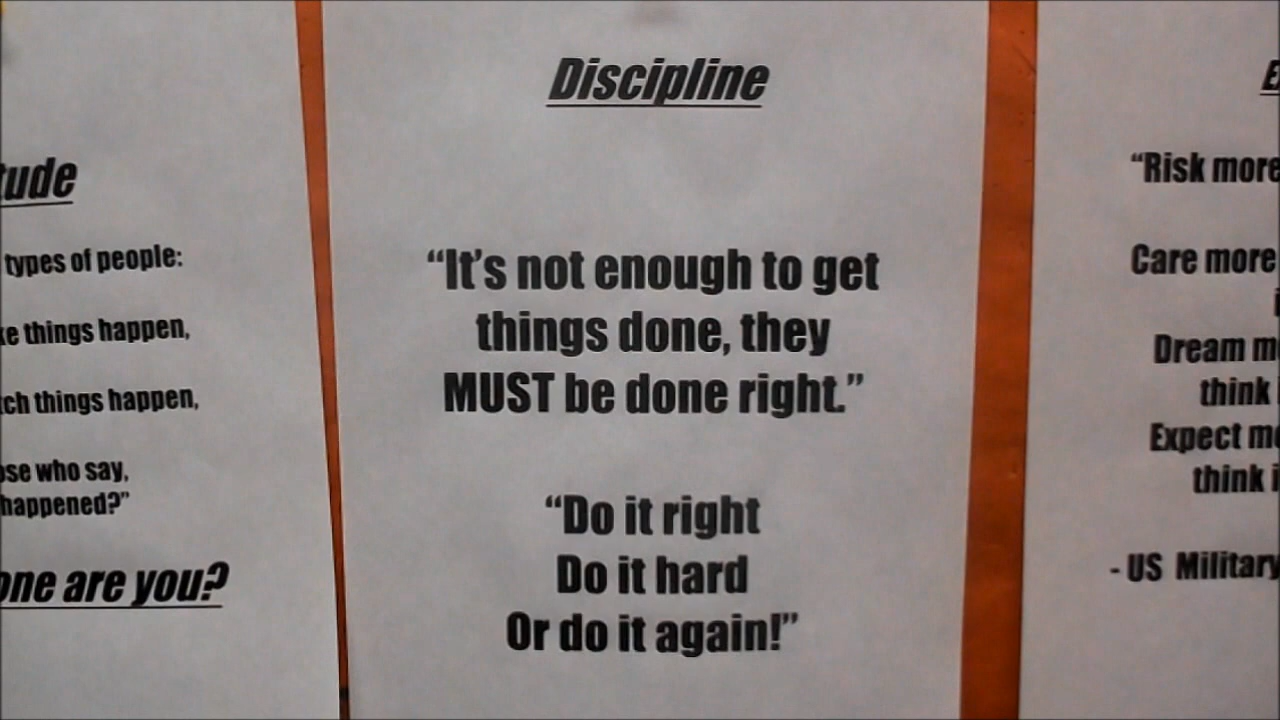 types of people:
things happen,
things happen,
who say,
happened?”
are you?
Discipline
“It’s not enough to get
things done, they
MUST be done right.”
“Do it right
Do it hard
Or do it again!”
“Risk more
Care more
Dream
think
Expect
think
- US Military